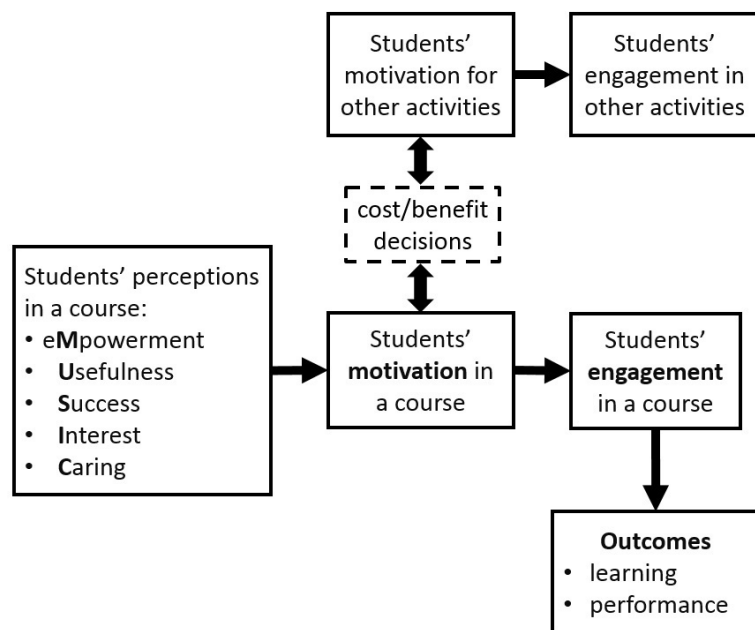 Students’
motivation for
other activities
Students’
engagement in
other activities
cost/benefit
decisions
Students’ perceptions
in a course:
• eMpowerment
• Usefulness
• Success
• Interest
• Caring
Students’
motivation in
a course
Students’
engagement
in a course
Outcomes
• learning
• performance